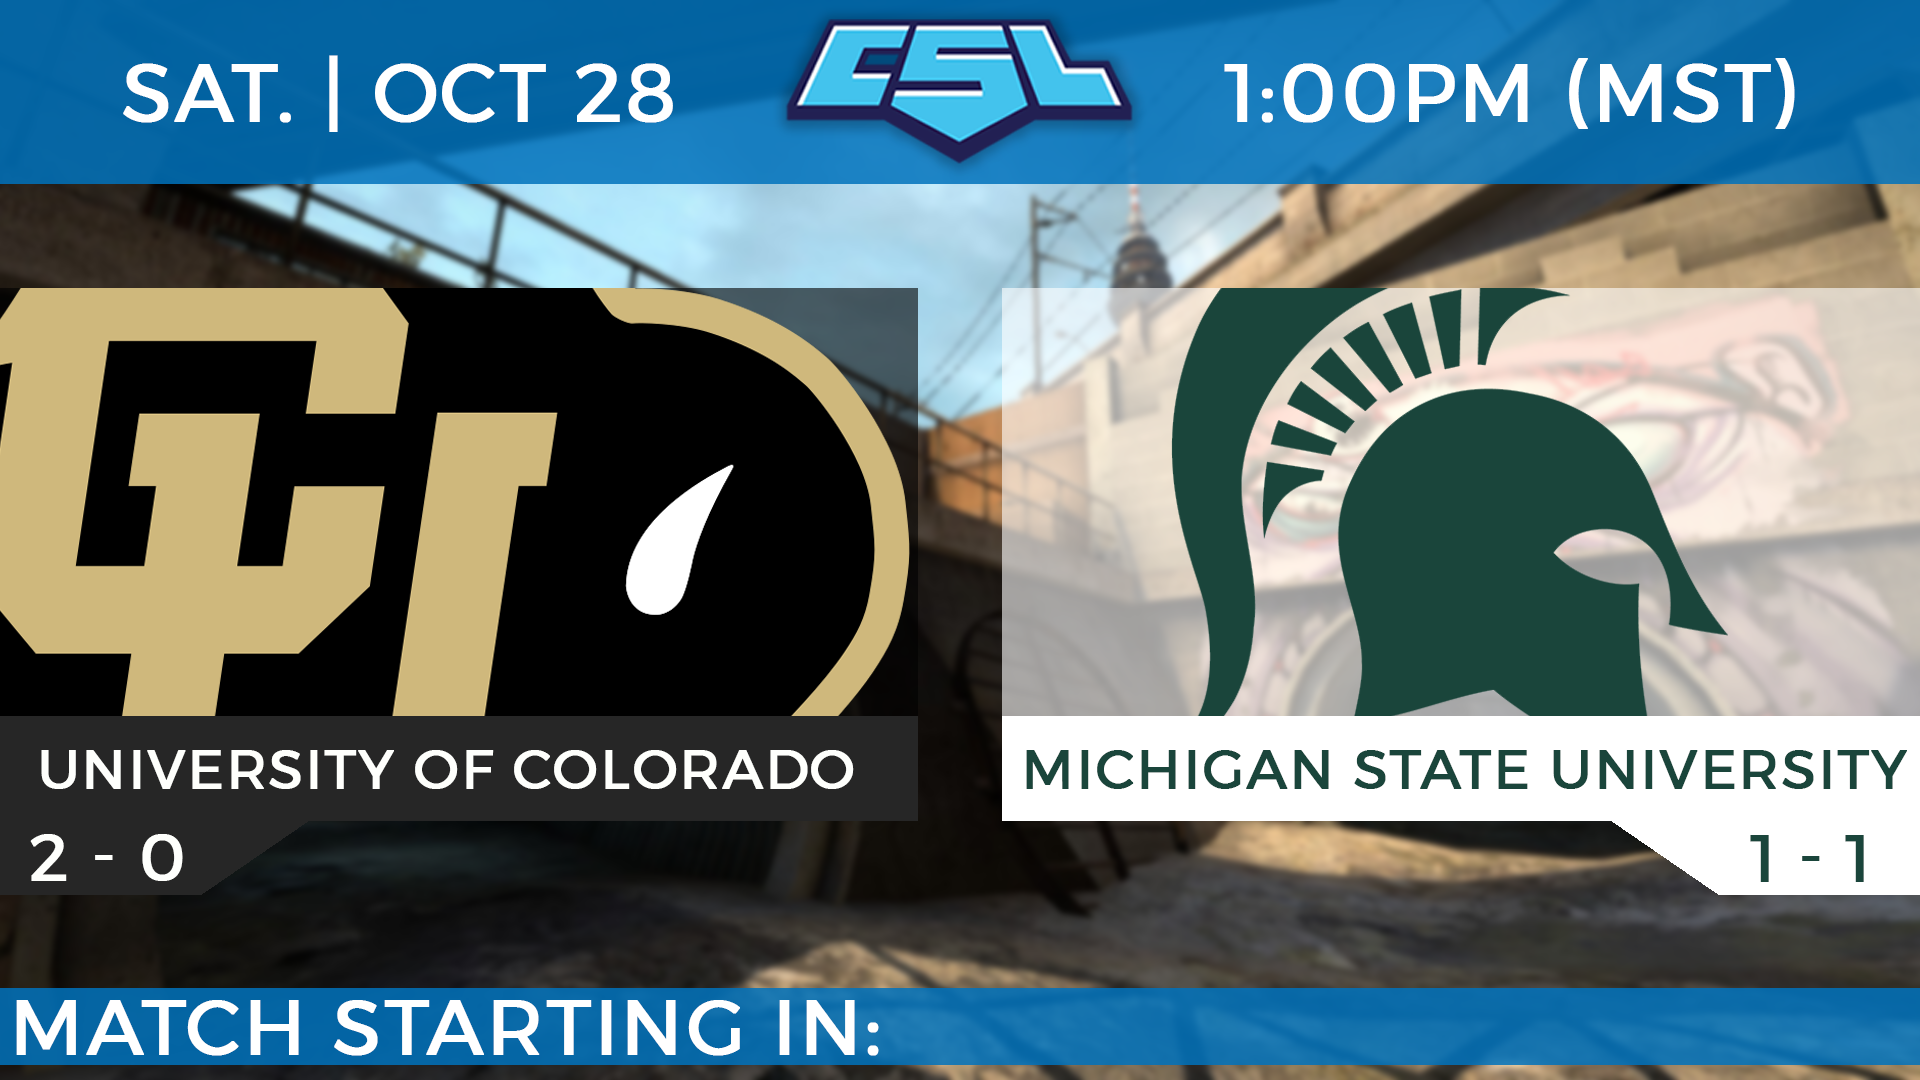 SAT. | OCT 28
CSL
1:00PM (MST)
CU
UNIVERSITY OF COLORADO
2 - 0
MICHIGAN STATE UNIVERSITY
1 - 1
MATCH STARTING IN: